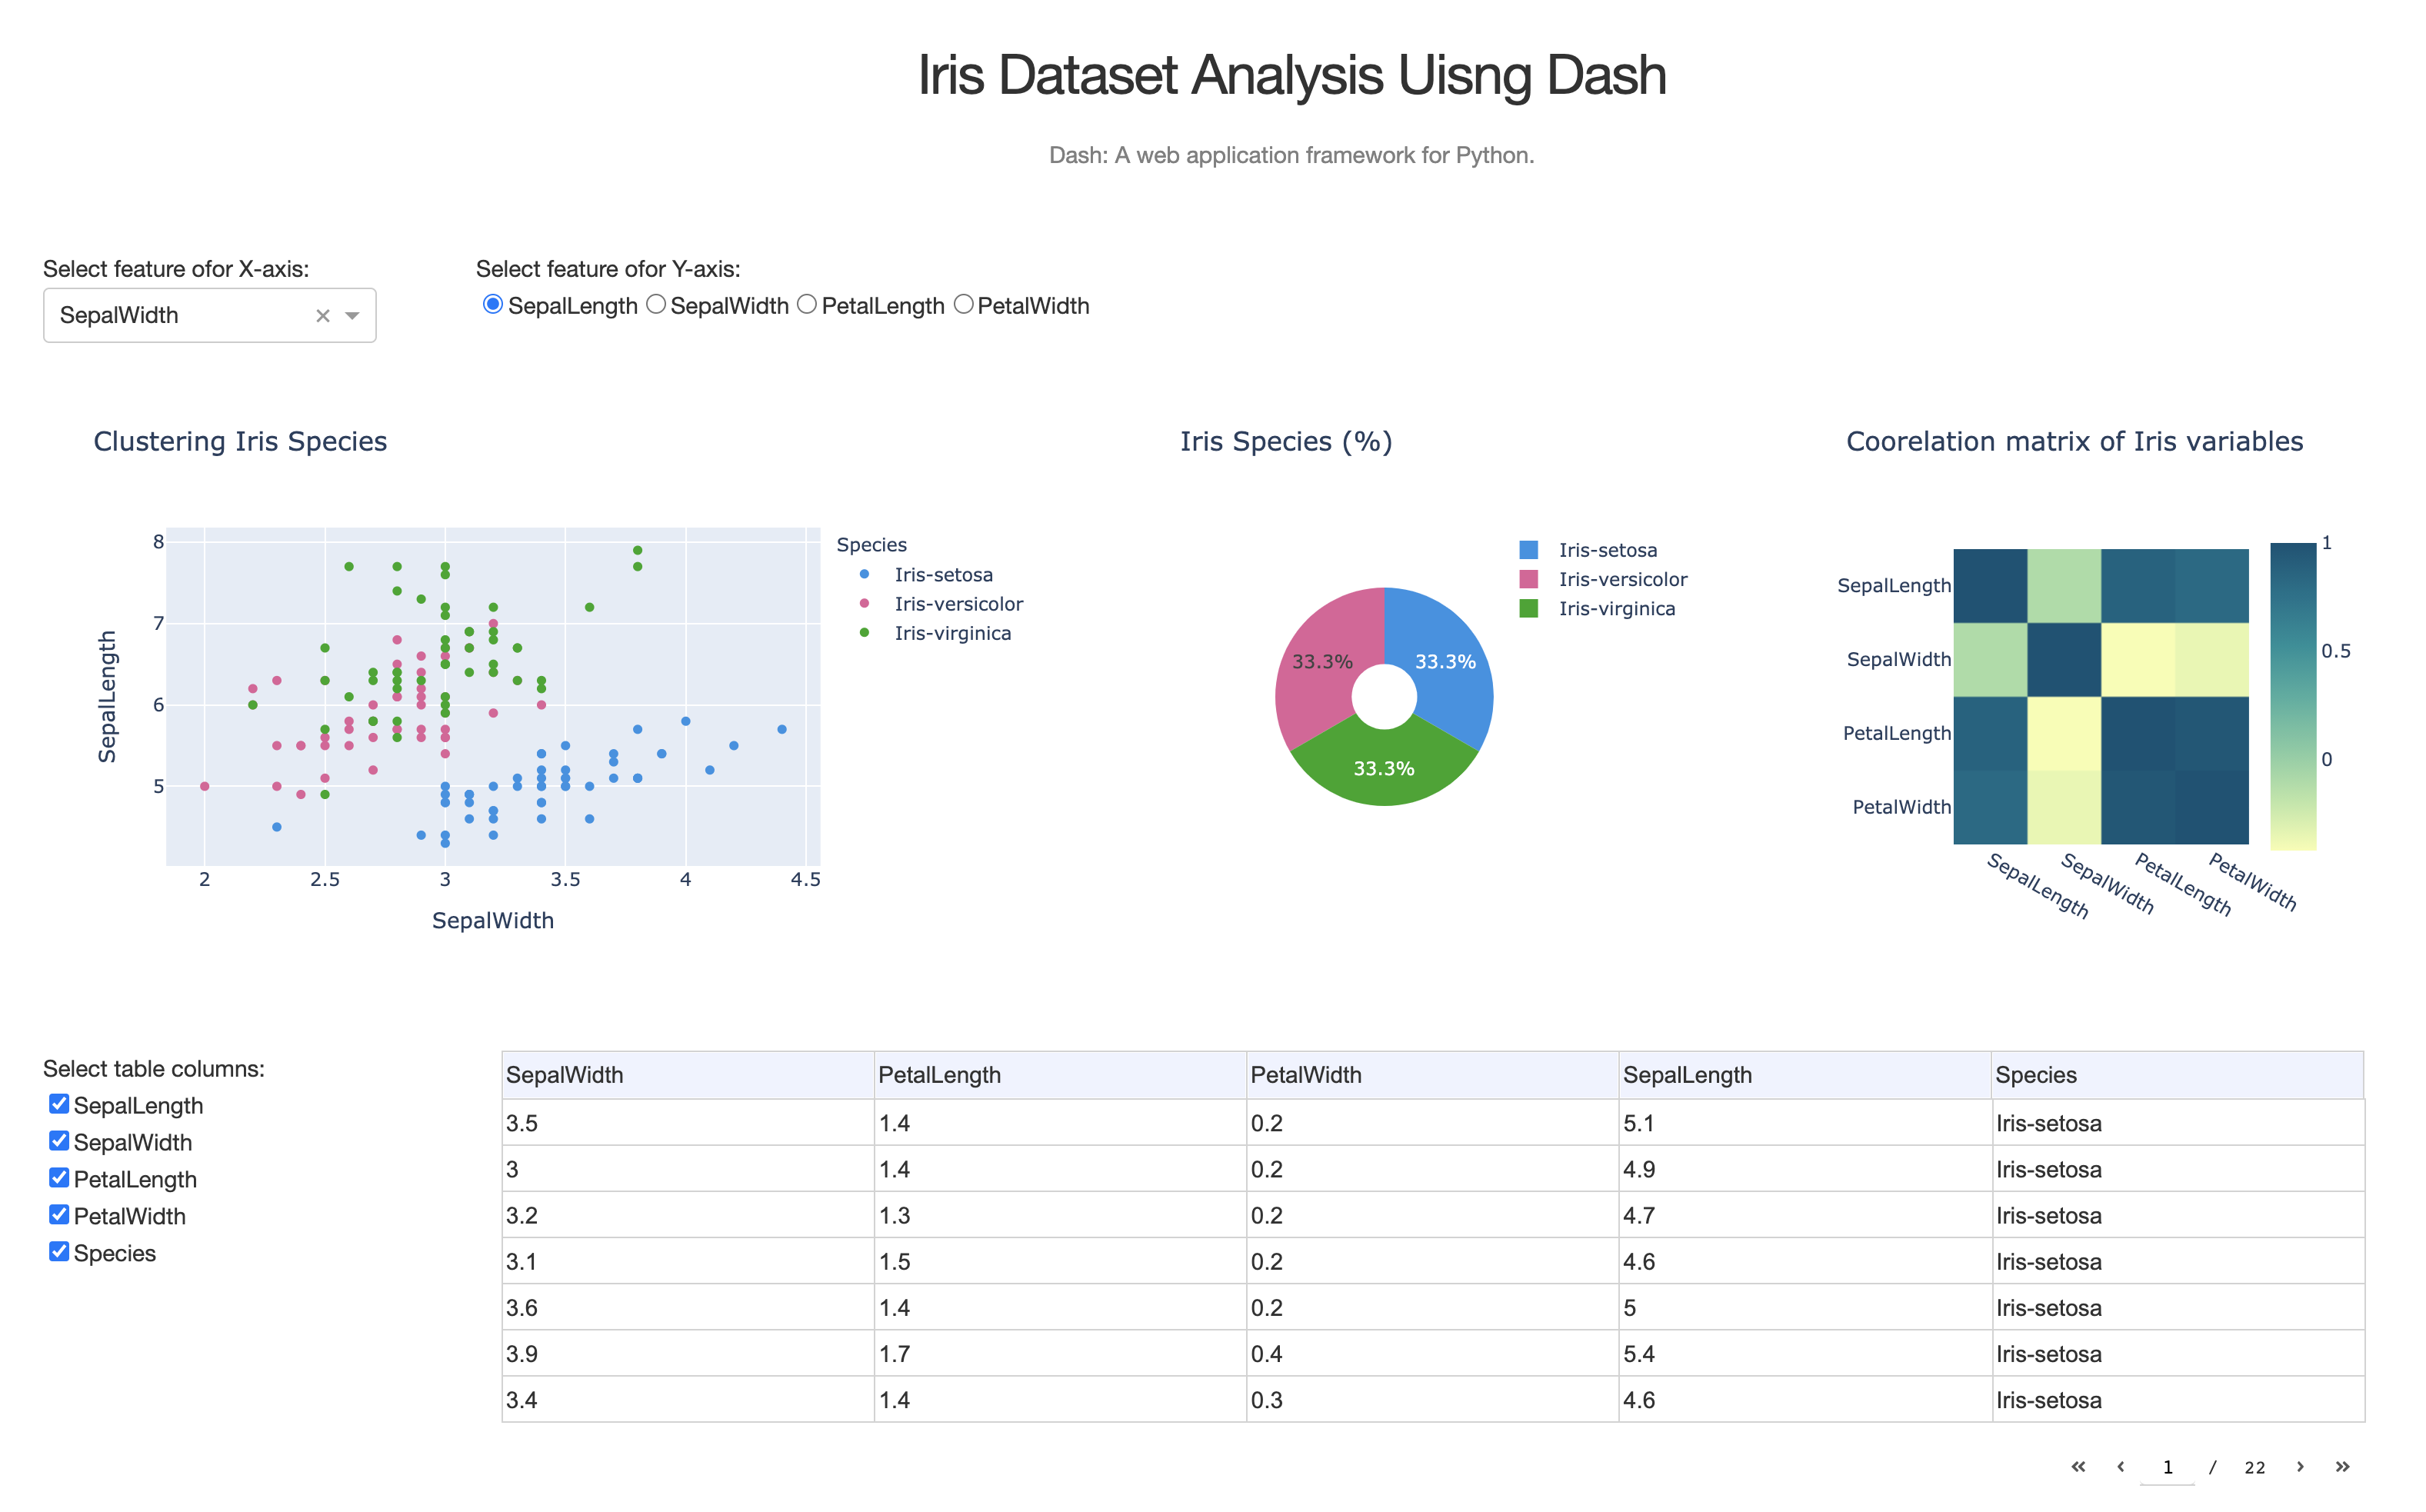 Iris Dataset Analysis Uisng Dash
Dash: A web application framework for Python.
Select feature ofor X-axis:
SepalWidth
Select feature ofor Y-axis:
SepalLength SepalWidth PetalLength PetalWidth
Clustering Iris Species
8
7
6
5
SepalLength
2 2.5 3 3.5 4 4.5
SepalWidth
Species
Iris-setosa
Iris-versicolor
Iris-virginica
Iris Species (%)
33.3%
33.3%
33.3%
Iris-setosa
Iris-versicolor
Iris-virginica
Coorelation matrix of Iris variables
SepalLength
SepalWidth
PetalLength
PetalWidth
SepalLength SepalWidth PetalLength PetalWidth
1
0.5
0
Select table columns:
SepalLength
SepalWidth
PetalLength
PetalWidth
Species
SepalWidth PetalLength PetalWidth SepalLength Species
3.5 1.4 0.2 5.1 Iris-setosa
3 1.4 0.2 4.9 Iris-setosa
3.2 1.3 0.2 4.7 Iris-setosa
3.1 1.5 0.2 4.6 Iris-setosa
3.6 1.4 0.2 5 Iris-setosa
3.9 1.7 0.4 5.4 Iris-setosa
3.4 1.4 0.3 4.6 Iris-setosa
« ‹ 1 / 22 › »